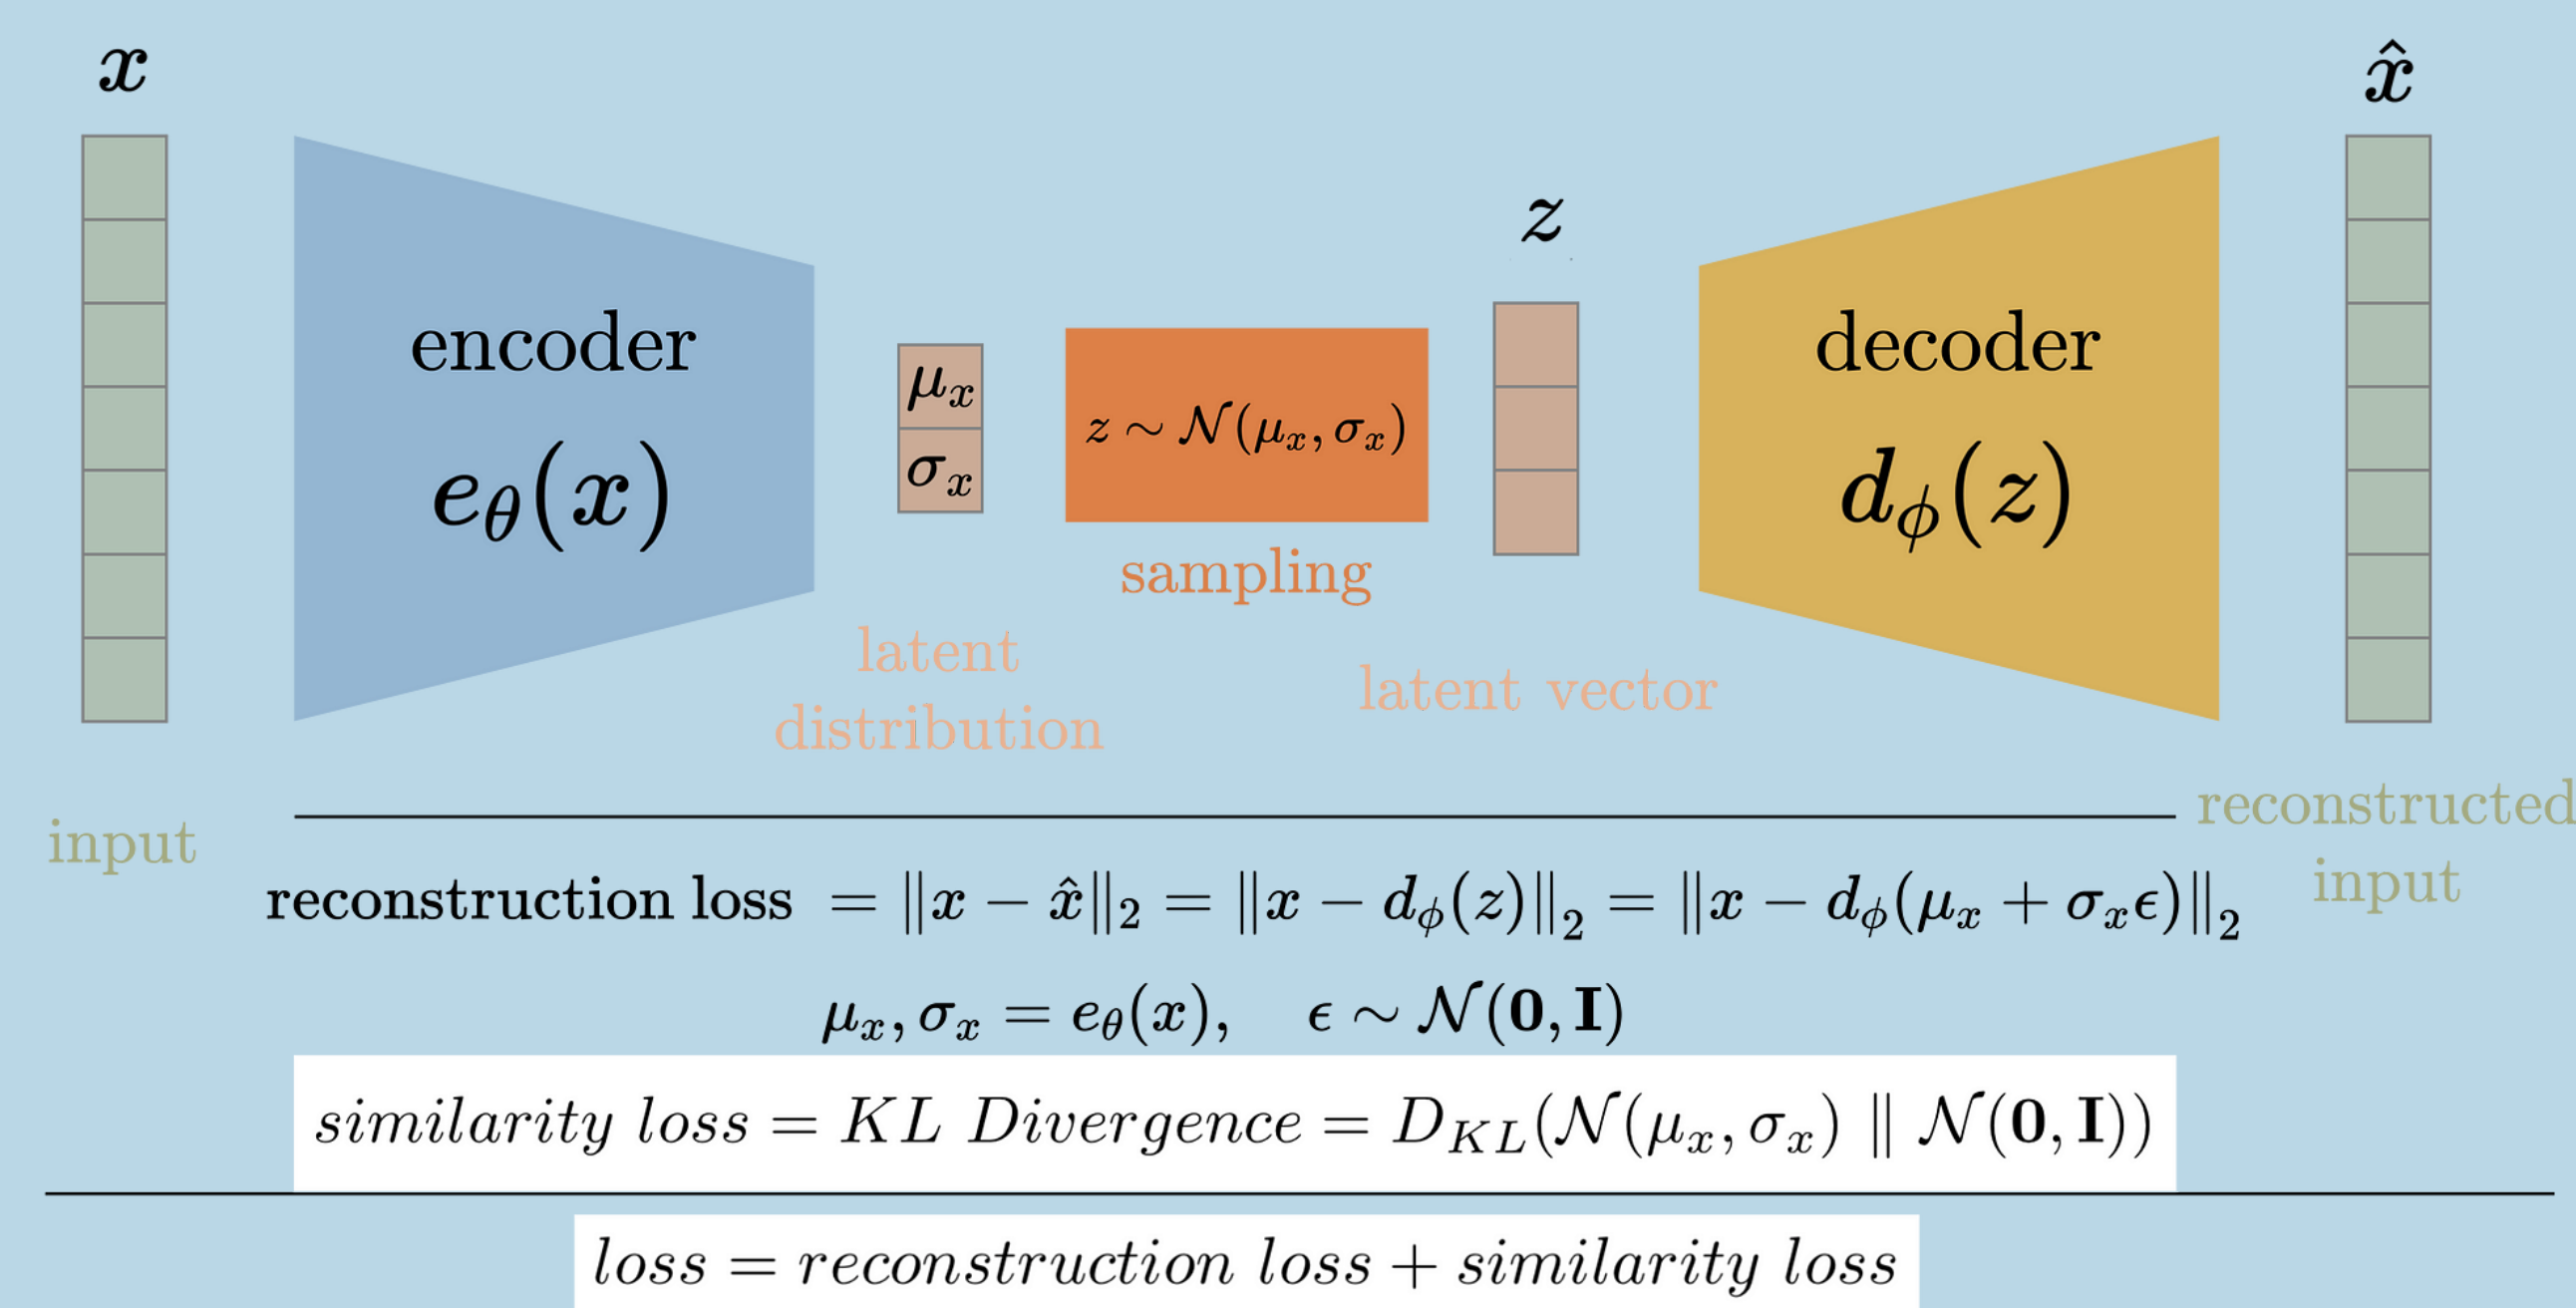 x
x̂
z
encoder
e_θ(x)
μ_x
σ_x
z ∼ 𝒩(μ_x, σ_x)
decoder
d_ϕ(z)
sampling
latent
distribution
latent vector
input
reconstructed
input
reconstruction loss = ‖x − x̂‖₂ = ‖x − d_ϕ(z)‖₂ = ‖x − d_ϕ(μ_x + σ_xϵ)‖₂
μ_x, σ_x = e_θ(x), ϵ ∼ 𝒩(𝟎, 𝐈)
similarity loss = KL Divergence = D_{KL}(𝒩(μ_x, σ_x) ‖ 𝒩(𝟎, 𝐈))
loss = reconstruction loss + similarity loss